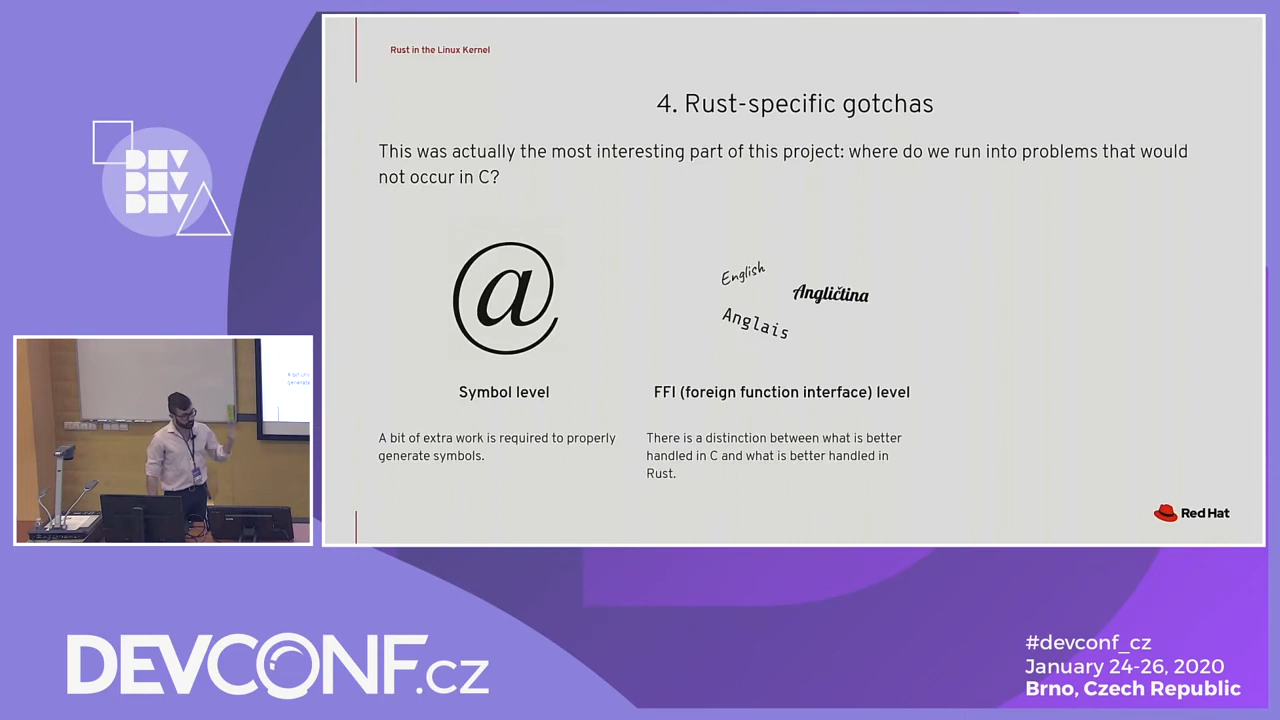 Rust in the Linux Kernel
4. Rust-specific gotchas
This was actually the most interesting part of this project: where do we run into problems that would
not occur in C?
@
English
Angličtina
Anglais
Symbol level
FFI (foreign function interface) level
A bit of extra work is required to properly
generate symbols.
There is a distinction between what is better
handled in C and what is better handled in
Rust.
Red Hat
DEV
DEV
DEV
DEVCONF.cz
#devconf_cz
January 24-26, 2020
Brno, Czech Republic